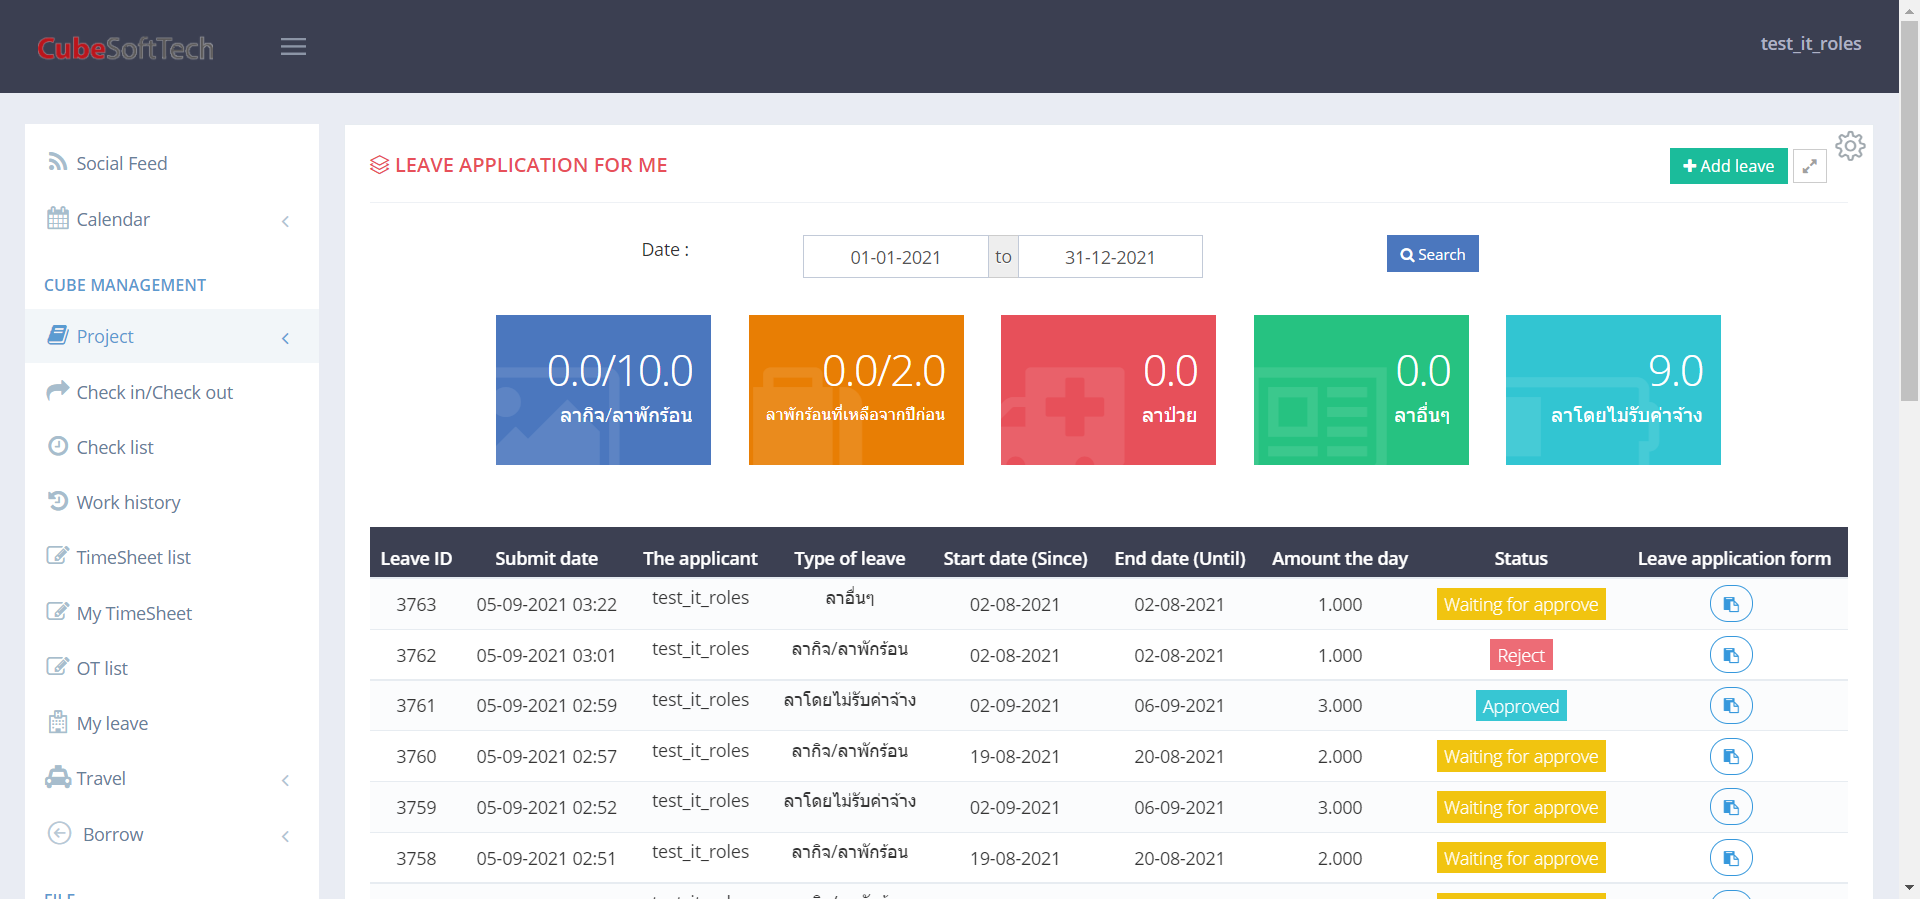 CubeSoftTech
test_it_roles
Social Feed
Calendar
CUBE MANAGEMENT
Project
Check in/Check out
Check list
Work history
TimeSheet list
My TimeSheet
OT list
My leave
Travel
Borrow
FILE
LEAVE APPLICATION FOR ME
Add leave
Date :
01-01-2021 to 31-12-2021
Search
0.0/10.0
ลากิจ/ลาพักร้อน
0.0/2.0
ลาพักร้อนที่เหลือจากปีก่อน
0.0
ลาป่วย
0.0
ลาอื่นๆ
9.0
ลาโดยไม่รับค่าจ้าง
Leave ID Submit date The applicant Type of leave Start date (Since) End date (Until) Amount the day Status Leave application form
3763 05-09-2021 03:22 test_it_roles ลาอื่นๆ 02-08-2021 02-08-2021 1.000 Waiting for approve
3762 05-09-2021 03:01 test_it_roles ลากิจ/ลาพักร้อน 02-08-2021 02-08-2021 1.000 Reject
3761 05-09-2021 02:59 test_it_roles ลาโดยไม่รับค่าจ้าง 02-09-2021 06-09-2021 3.000 Approved
3760 05-09-2021 02:57 test_it_roles ลากิจ/ลาพักร้อน 19-08-2021 20-08-2021 2.000 Waiting for approve
3759 05-09-2021 02:52 test_it_roles ลาโดยไม่รับค่าจ้าง 02-09-2021 06-09-2021 3.000 Waiting for approve
3758 05-09-2021 02:51 test_it_roles ลากิจ/ลาพักร้อน 19-08-2021 20-08-2021 2.000 Waiting for approve